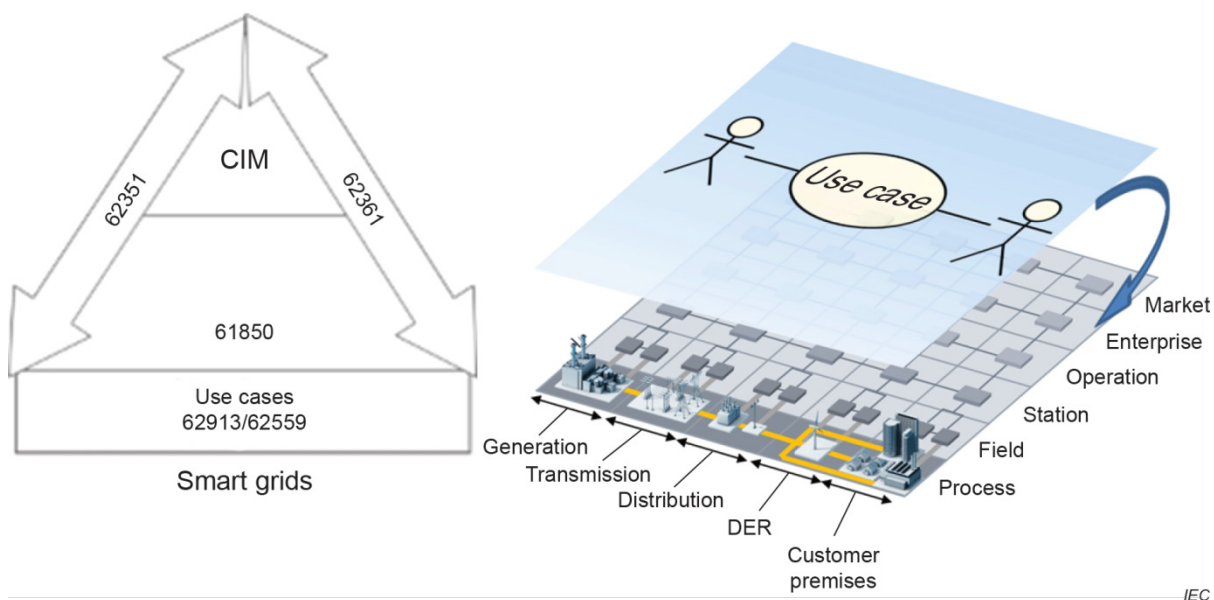 62351
CIM
62361
61850
Use cases
62913/62559
Smart grids
Use case
Market
Enterprise
Operation
Station
Field
Process
Generation
Transmission
Distribution
DER
Customer
premises
IEC